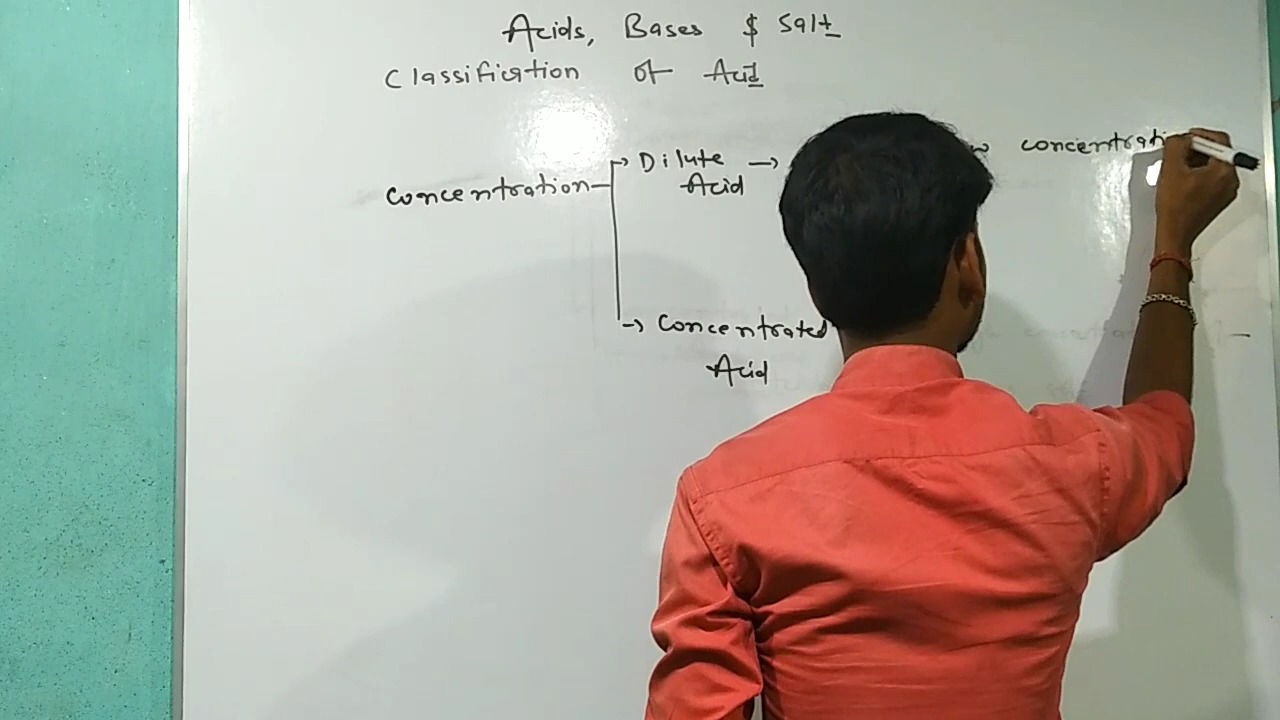 Acids, Bases $ Salt
Classification of Acid
Dilute → concentrati
Concentration Acid
→ Concentrated
Acid